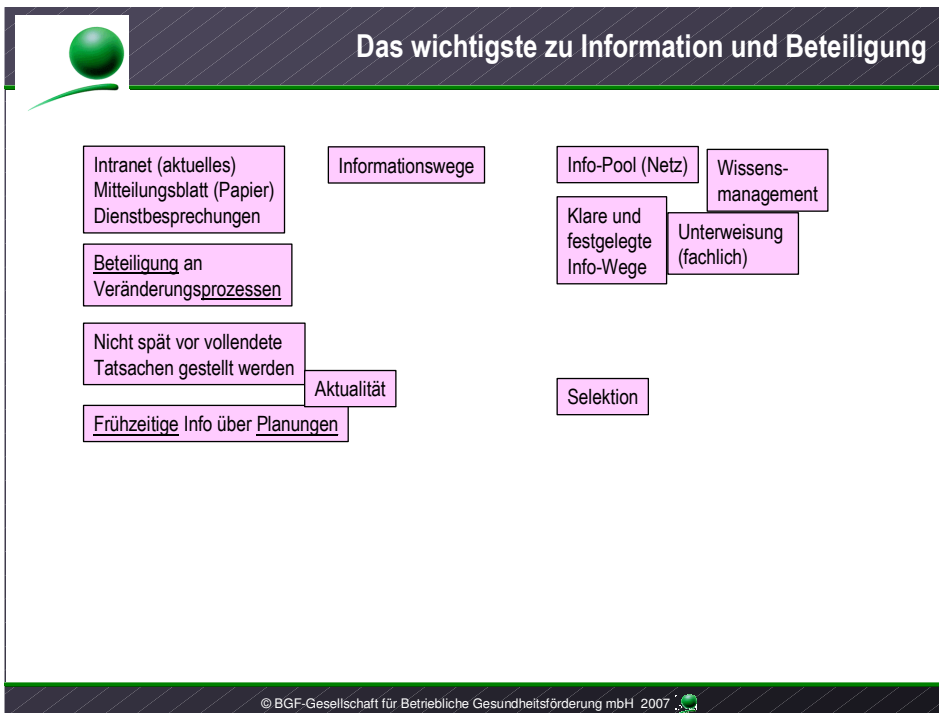 Das wichtigste zu Information und Beteiligung
Intranet (aktuelles)
Mitteilungsblatt (Papier)
Dienstbesprechungen
Informationswege
Info-Pool (Netz)
Wissens-
management
Klare und
festgelegte
Info-Wege
Unterweisung
(fachlich)
Beteiligung an
Veränderungsprozessen
Nicht spät vor vollendete
Tatsachen gestellt werden
Aktualität
Selektion
Frühzeitige Info über Planungen
© BGF-Gesellschaft für Betriebliche Gesundheitsförderung mbH 2007